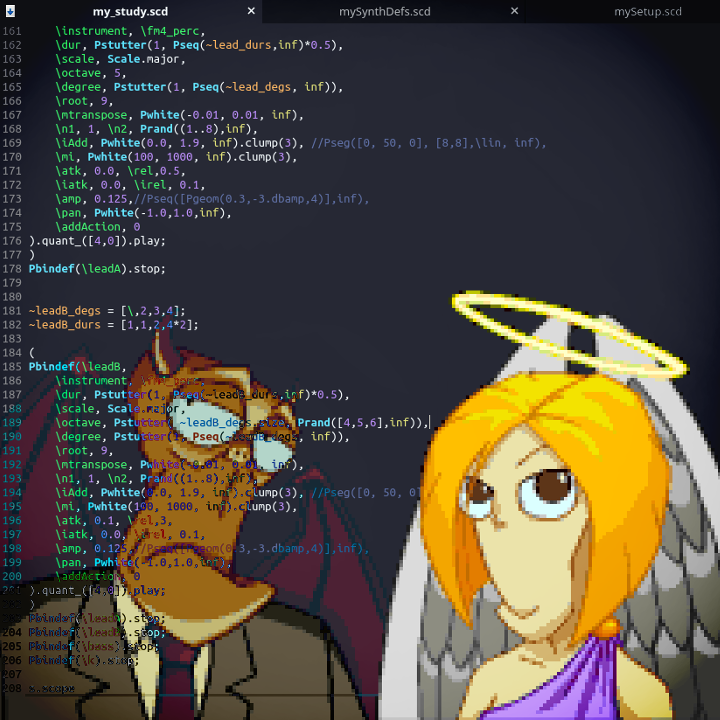 my_study.scd × mySynthDefs.scd × mySetup.scd
161 \instrument, \fm4_perc,
162 \dur, Pstutter(1, Pseq(~lead_durs,inf)*0.5),
163 \scale, Scale.major,
164 \octave, 5,
165 \degree, Pstutter(1, Pseq(~lead_degs, inf)),
166 \root, 9,
167 \mtranspose, Pwhite(-0.01, 0.01, inf),
168 \n1, 1, \n2, Prand((1..8),inf),
169 \iAdd, Pwhite(0.0, 1.9, inf).clump(3), //Pseg([0, 50, 0], [8,8],\lin, inf),
170 \mi, Pwhite(100, 1000, inf).clump(3),
171 \atk, 0.0, \rel,0.5,
172 \iatk, 0.0, \irel, 0.1,
173 \amp, 0.125,//Pseq([Pgeom(0.3,-3.dbamp,4)],inf),
174 \pan, Pwhite(-1.0,1.0,inf),
175 \addAction, 0
176 ).quant_([4,0]).play;
177 )
178 Pbindef(\leadA).stop;
179
180
181 ~leadB_degs = [\,2,3,4];
182 ~leadB_durs = [1,1,2,4*2];
183
184 (
185 Pbindef(\leadB,
186 \instrument, \fm4_perc,
187 \dur, Pstutter(1, Pseq(~leadB_durs,inf)*0.5),
188 \scale, Scale.major,
189 \octave, Pstutter( ~leadB_degs Prand([4,5,6],inf)),
190 \degree, Pstutter(1, Pseq(~leadB_degs, inf)),
191 \root, 9,
192 \mtranspose, Pwhite(-0.01, 0.01, inf),
193 \n1, 1, \n2, Prand((1..8),inf),
194 \iAdd, Pwhite(0.0, 1.9, inf).clump(3), //Pseg([0, 50, 0]
195 \mi, Pwhite(100, 1000, inf).clump(3),
196 \atk, 0.1, \rel,3,
197 \iatk, 0.0, \irel, 0.1,
198 \amp, 0.125,//Pseq([Pgeom(0.3,-3.dbamp,4)],inf),
199 \pan, Pwhite(-1.0,1.0,inf),
200 \addAction, 0
201 ).quant_([4,0]).play;
202 )
203 Pbindef(\leadA).stop;
204 Pbindef(\leadB).stop;
205 Pbindef(\bass).stop;
206 Pbindef(\k).stop;
207
208 s.scope